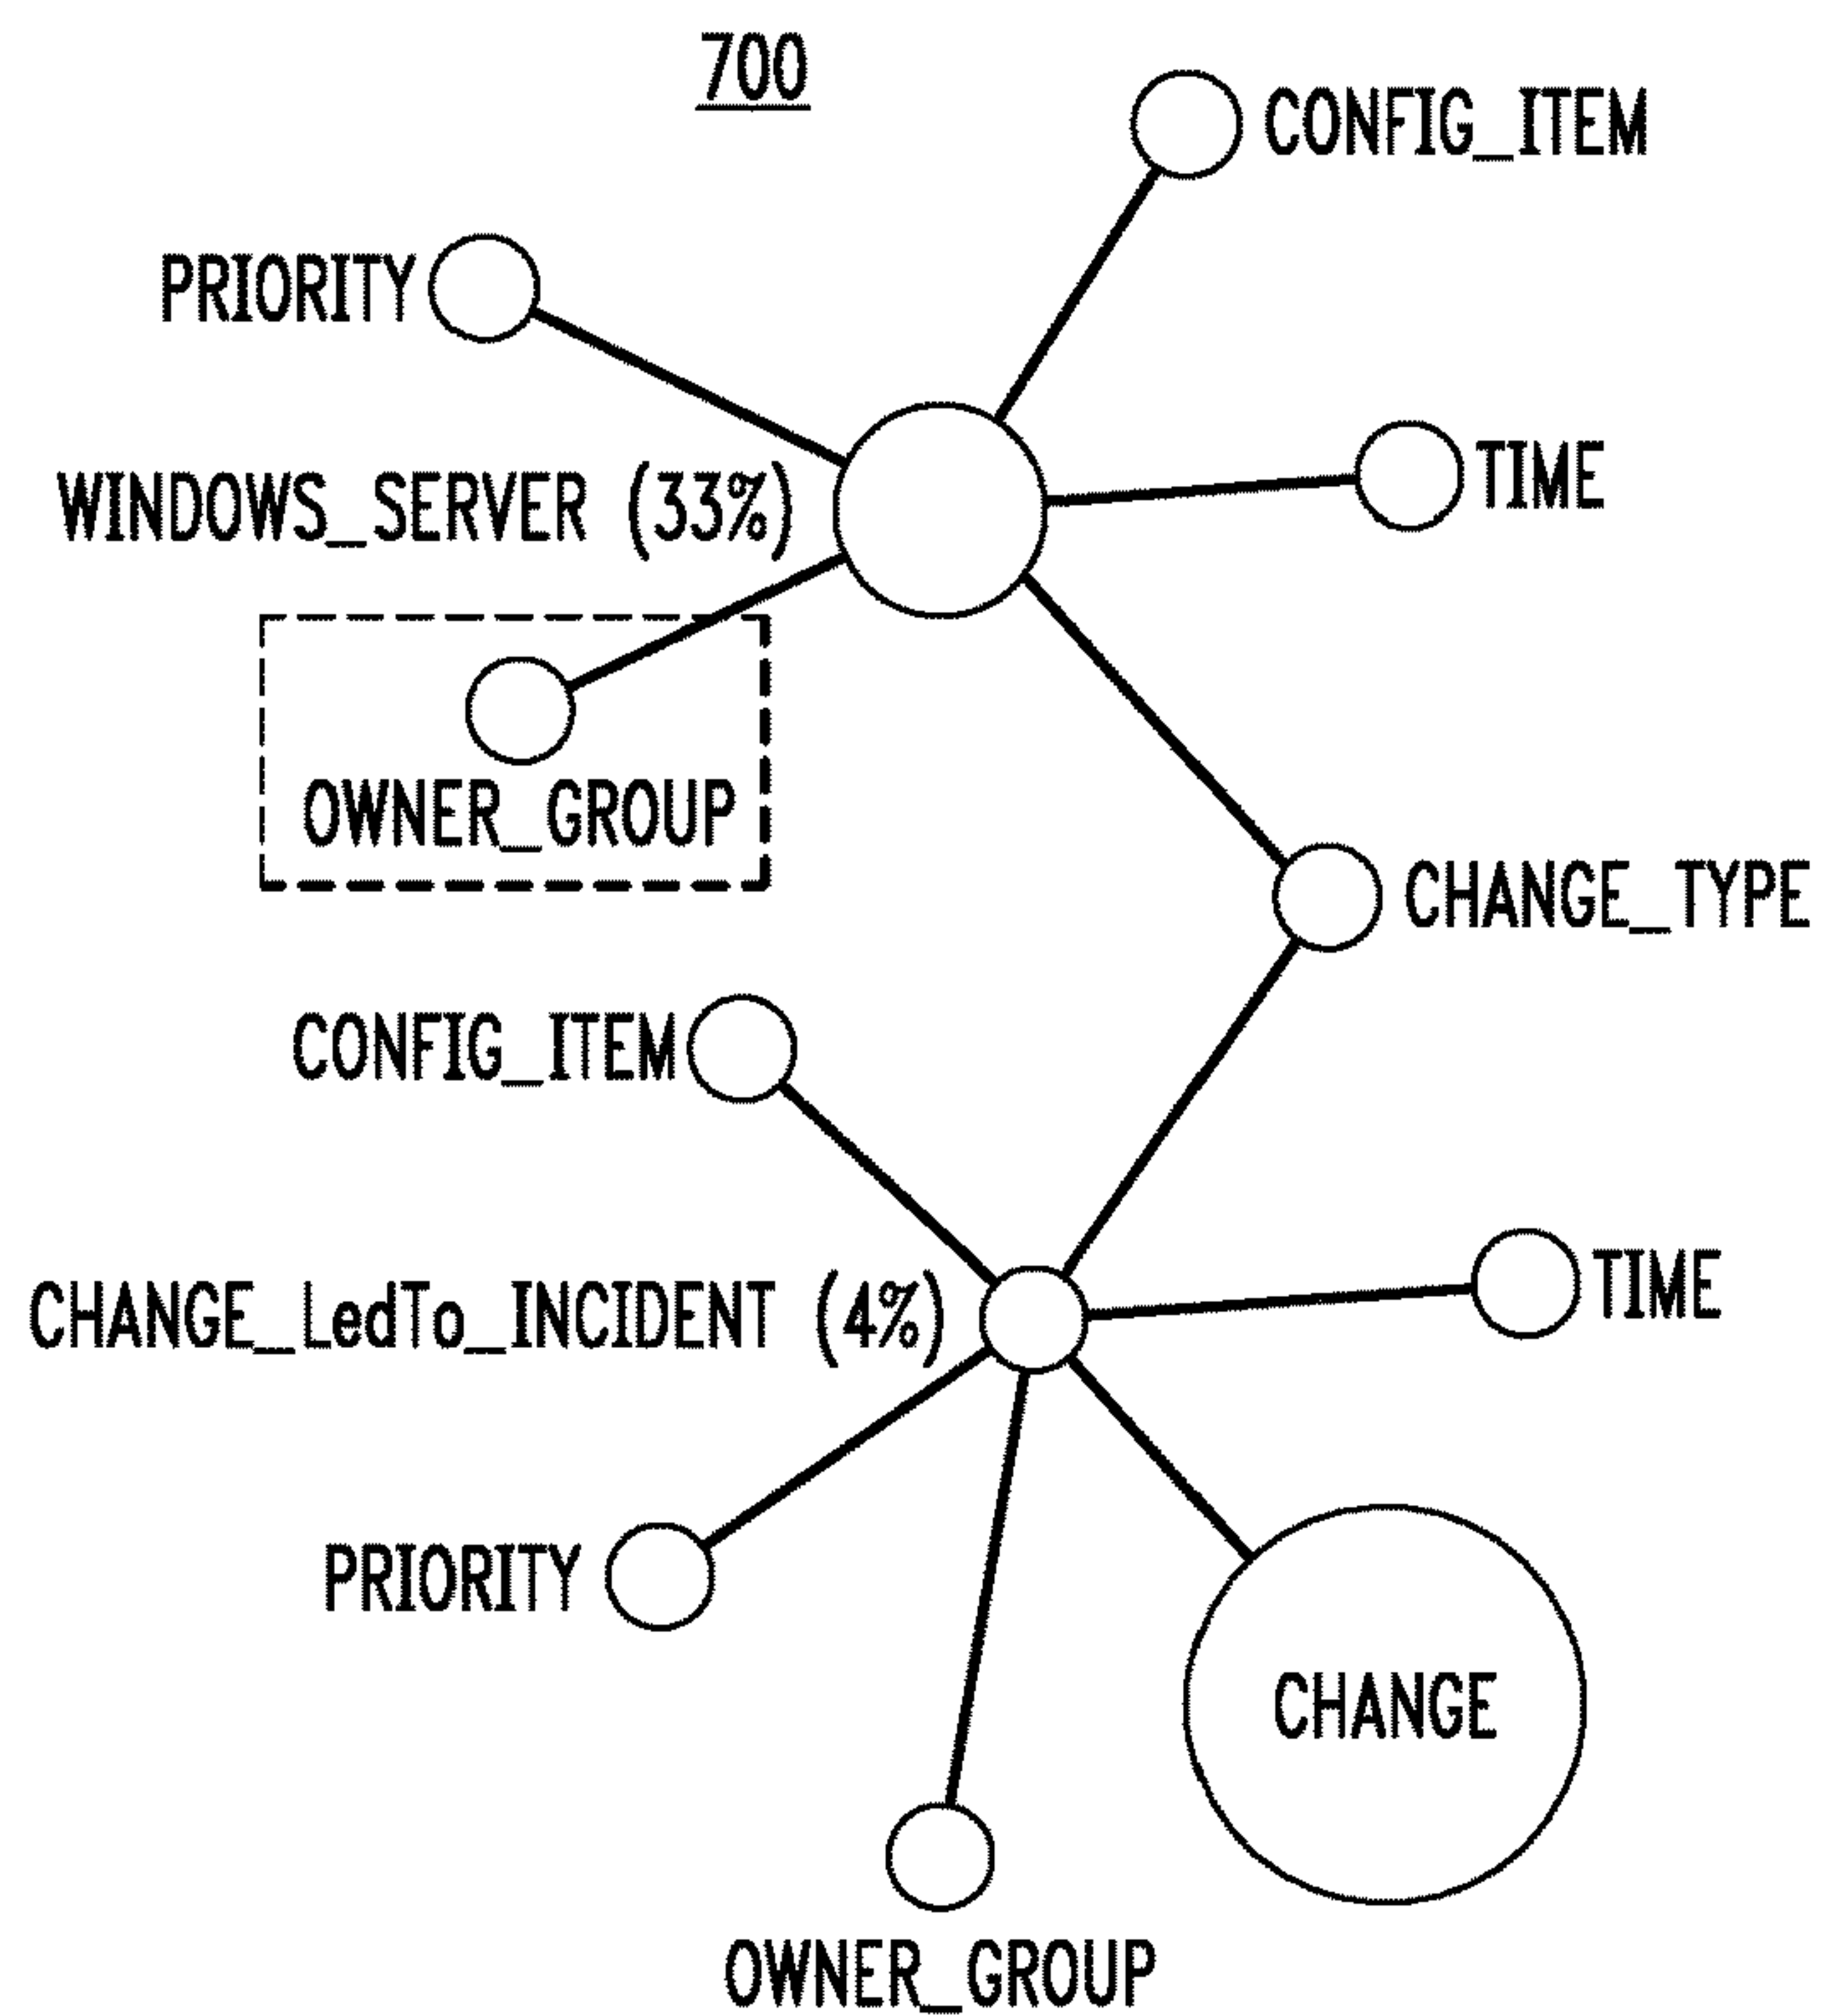 700
CONFIG_ITEM
PRIORITY
TIME
WINDOWS_SERVER (33%)
OWNER_GROUP
CHANGE_TYPE
CONFIG_ITEM
TIME
CHANGE_LedTo_INCIDENT (4%)
PRIORITY
CHANGE
OWNER_GROUP